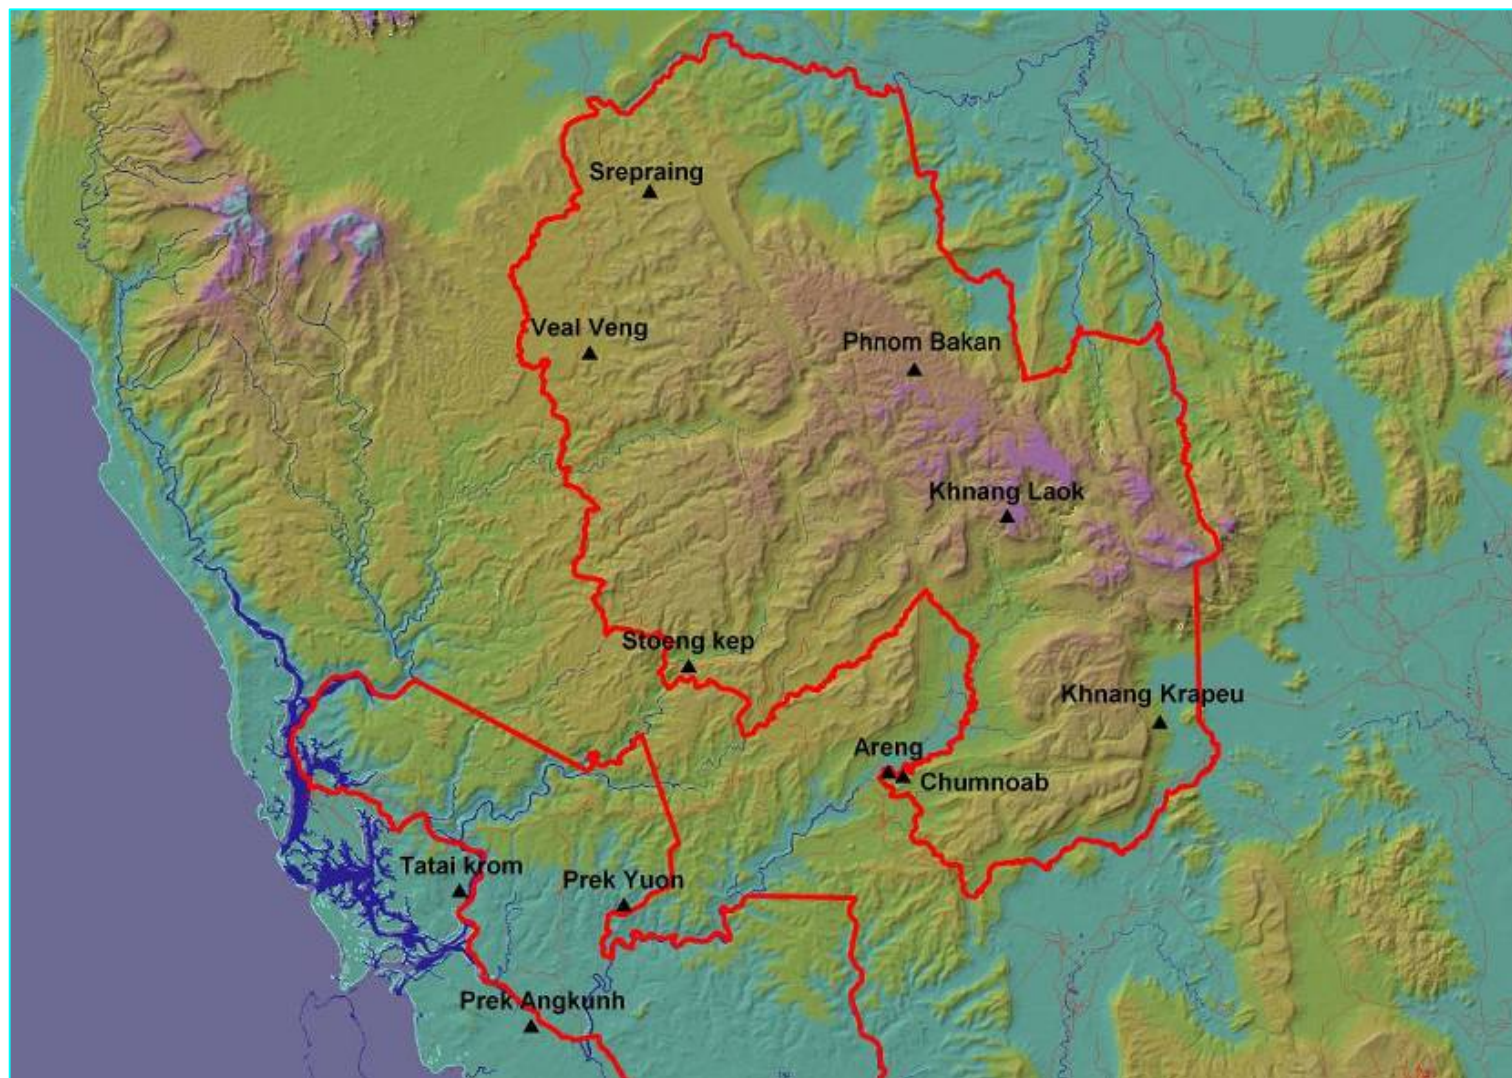 Srepraing
Veal Veng
Phnom Bakan
Khnang Laok
Stoeng kep
Khnang Krapeu
Areng
Chumnoab
Tatai krom
Prek Yuon
Prek Angkunh